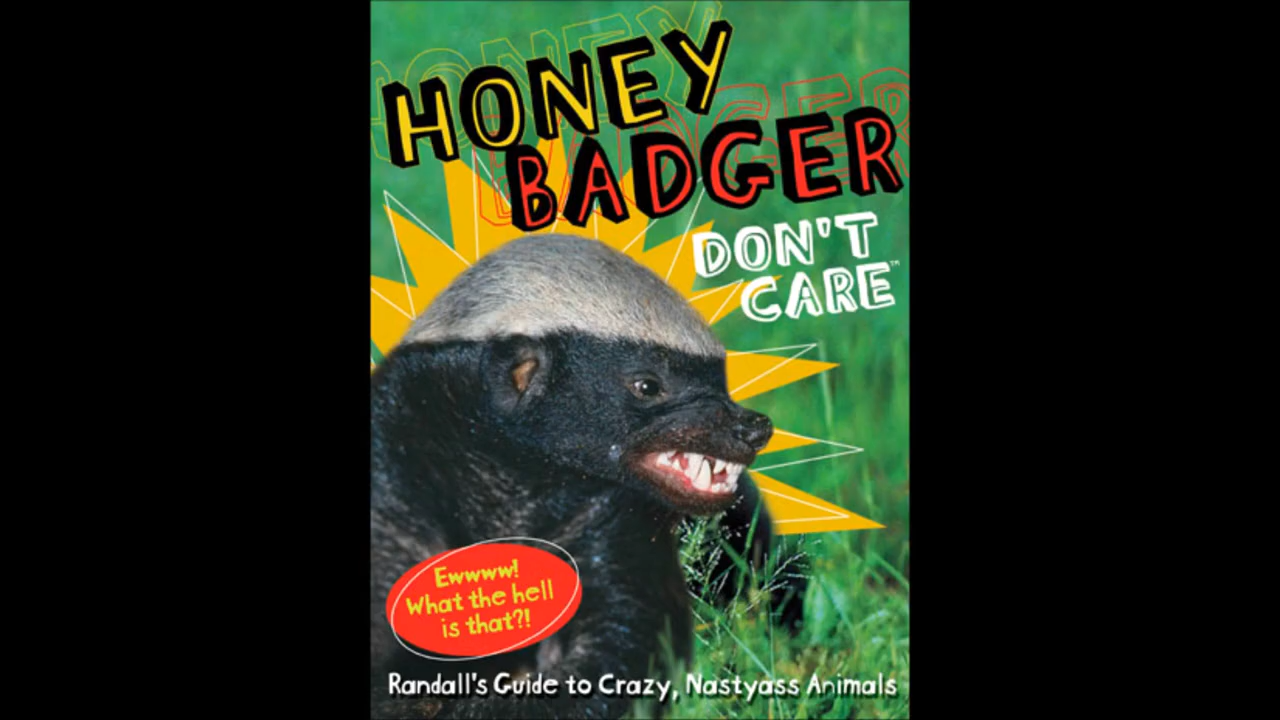 HONEY
BADGER
DON'T
CARE™
Ewwww!
What the hell
is that?!
Randall's Guide to Crazy, Nastyass Animals